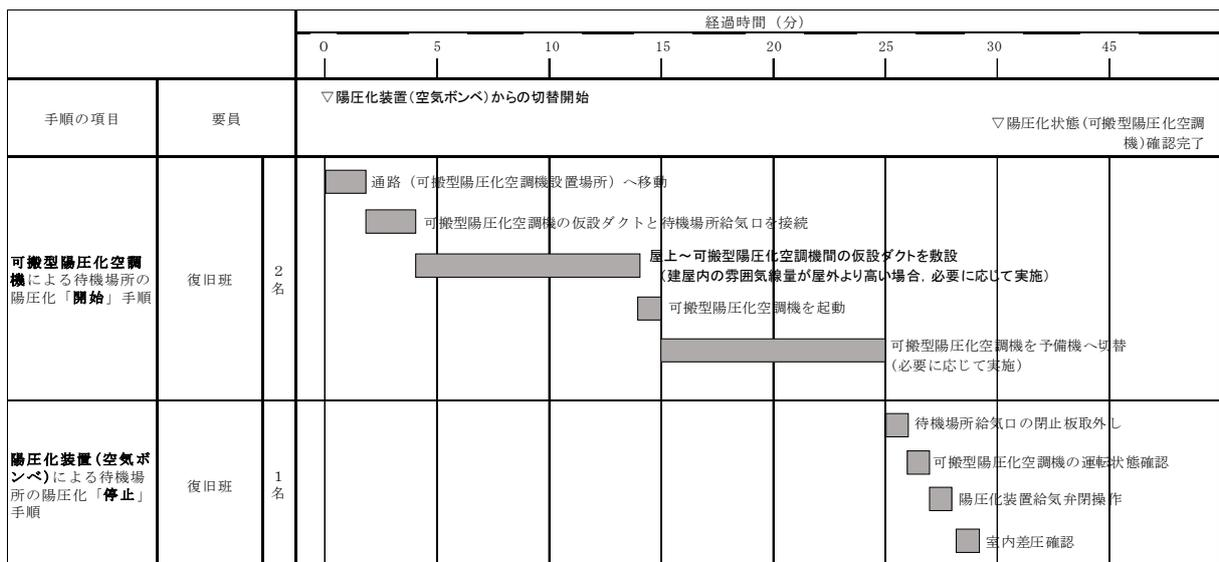 経過時間（分）
0 5 10 15 20 25 30 45
手順の項目
要員
▽陽圧化装置（空気ボンベ）からの切替開始
▽陽圧化状態（可搬型陽圧化空調
機）確認完了
可搬型陽圧化空調
機による待機場所の
陽圧化「開始」手順
復旧班
2
名
通路（可搬型陽圧化空調機設置場所）へ移動
可搬型陽圧化空調機の仮設ダクトと待機場所給気口を接続
屋上～可搬型陽圧化空調機間の仮設ダクトを敷設
（建屋内の雰囲気線量が屋外より高い場合，必要に応じて実施）
可搬型陽圧化空調機を起動
可搬型陽圧化空調機を予備機へ切替
（必要に応じて実施）
陽圧化装置（空気ボ
ンベ）による待機場
所の陽圧化「停止」
手順
復旧班
1
名
待機場所給気口の閉止板取外し
可搬型陽圧化空調機の運転状態確認
陽圧化装置給気弁閉操作
室内差圧確認